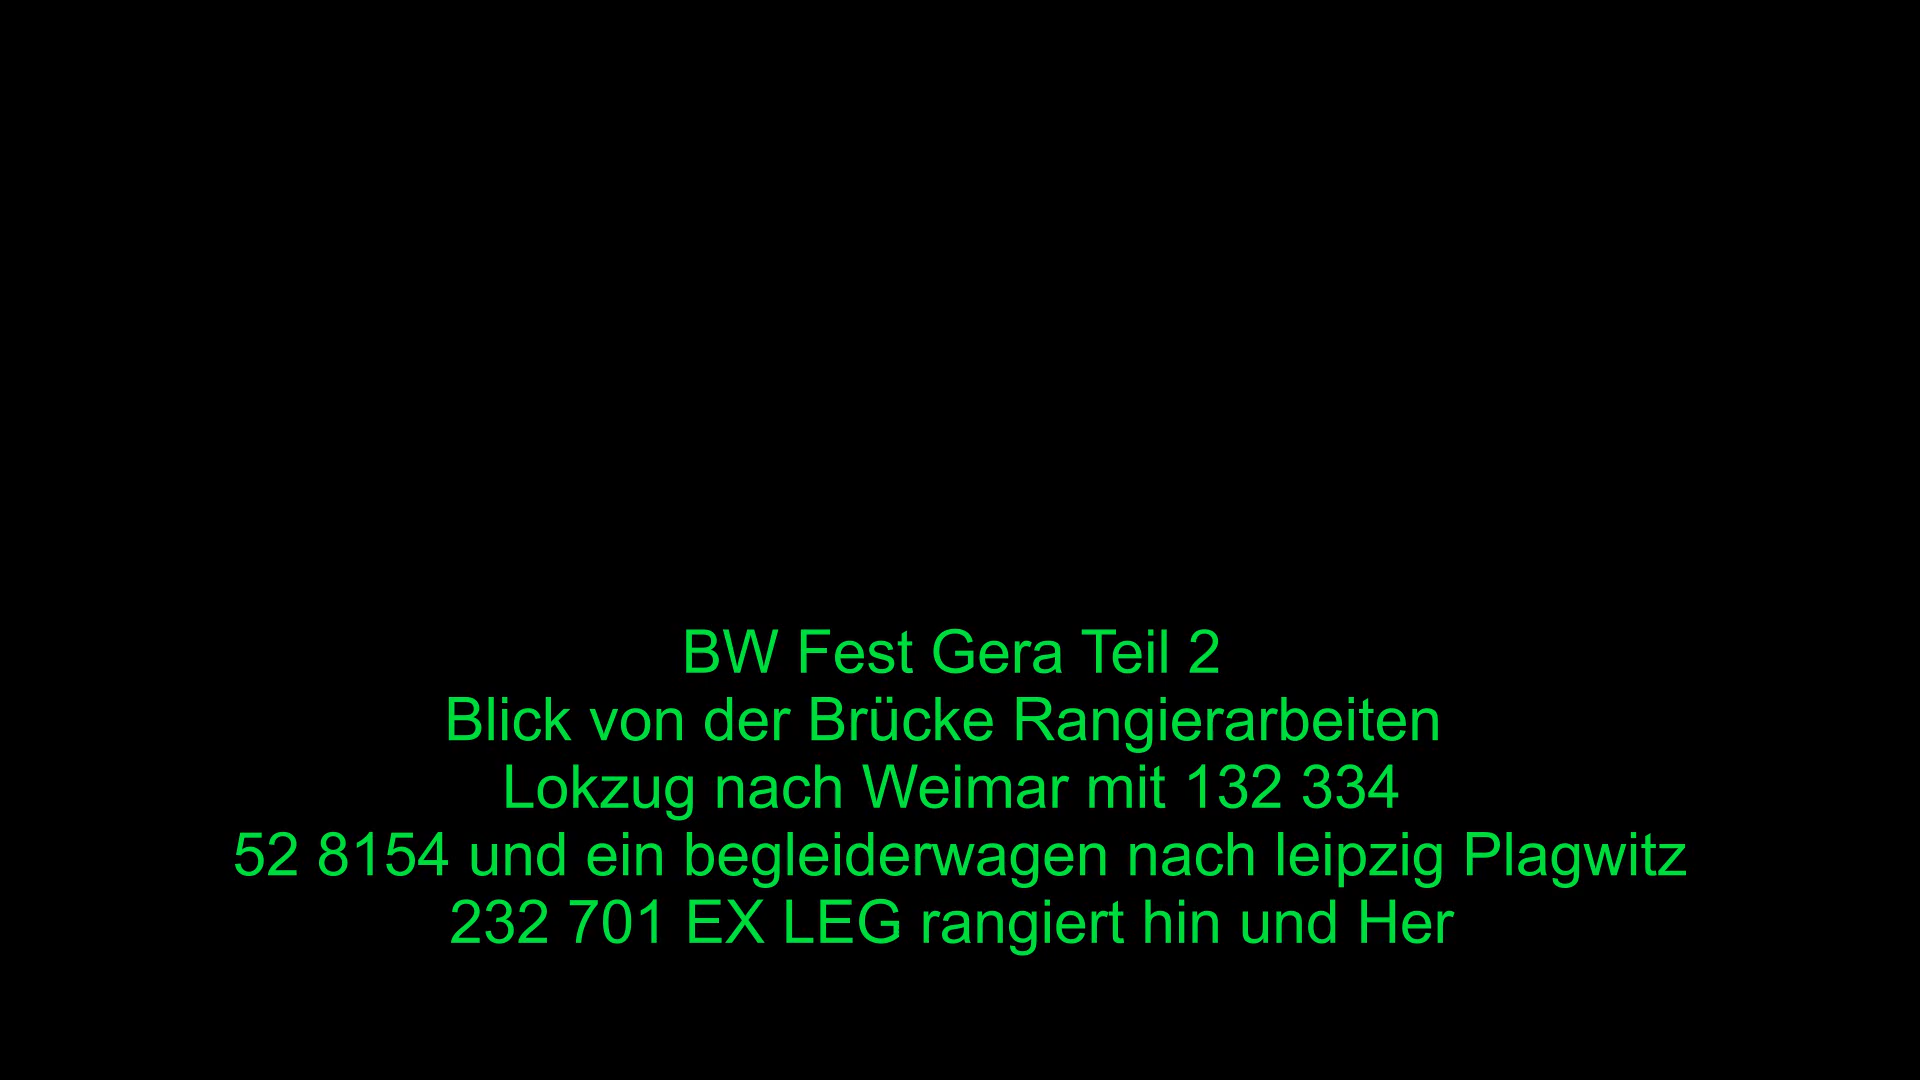 BW Fest Gera Teil 2
Blick von der Brücke Rangierarbeiten
Lokzug nach Weimar mit 132 334
52 8154 und ein begleiderwagen nach leipzig Plagwitz
232 701 EX LEG rangiert hin und Her